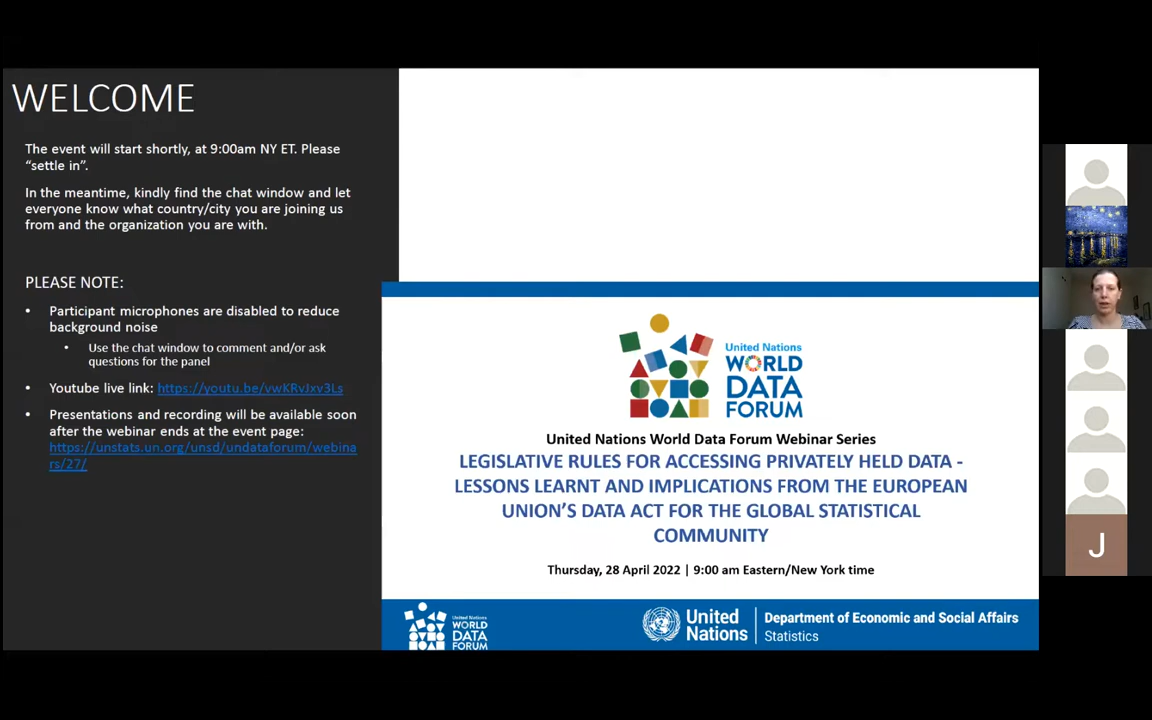 WELCOME
The event will start shortly, at 9:00am NY ET. Please
“settle in”.
In the meantime, kindly find the chat window and let
everyone know what country/city you are joining us
from and the organization you are with.
PLEASE NOTE:
• Participant microphones are disabled to reduce
background noise
• Use the chat window to comment and/or ask
questions for the panel
• Youtube live link: https://youtu.be/vwKRvJxv3Ls
• Presentations and recording will be available soon
after the webinar ends at the event page:
https://unstats.un.org/unsd/undataforum/webina
rs/27/
United Nations
WORLD
DATA
FORUM
United Nations World Data Forum Webinar Series
LEGISLATIVE RULES FOR ACCESSING PRIVATELY HELD DATA -
LESSONS LEARNT AND IMPLICATIONS FROM THE EUROPEAN
UNION’S DATA ACT FOR THE GLOBAL STATISTICAL
COMMUNITY
Thursday, 28 April 2022 | 9:00 am Eastern/New York time
United Nations
WORLD
DATA
FORUM
United
Nations
Department of Economic and Social Affairs
Statistics
J